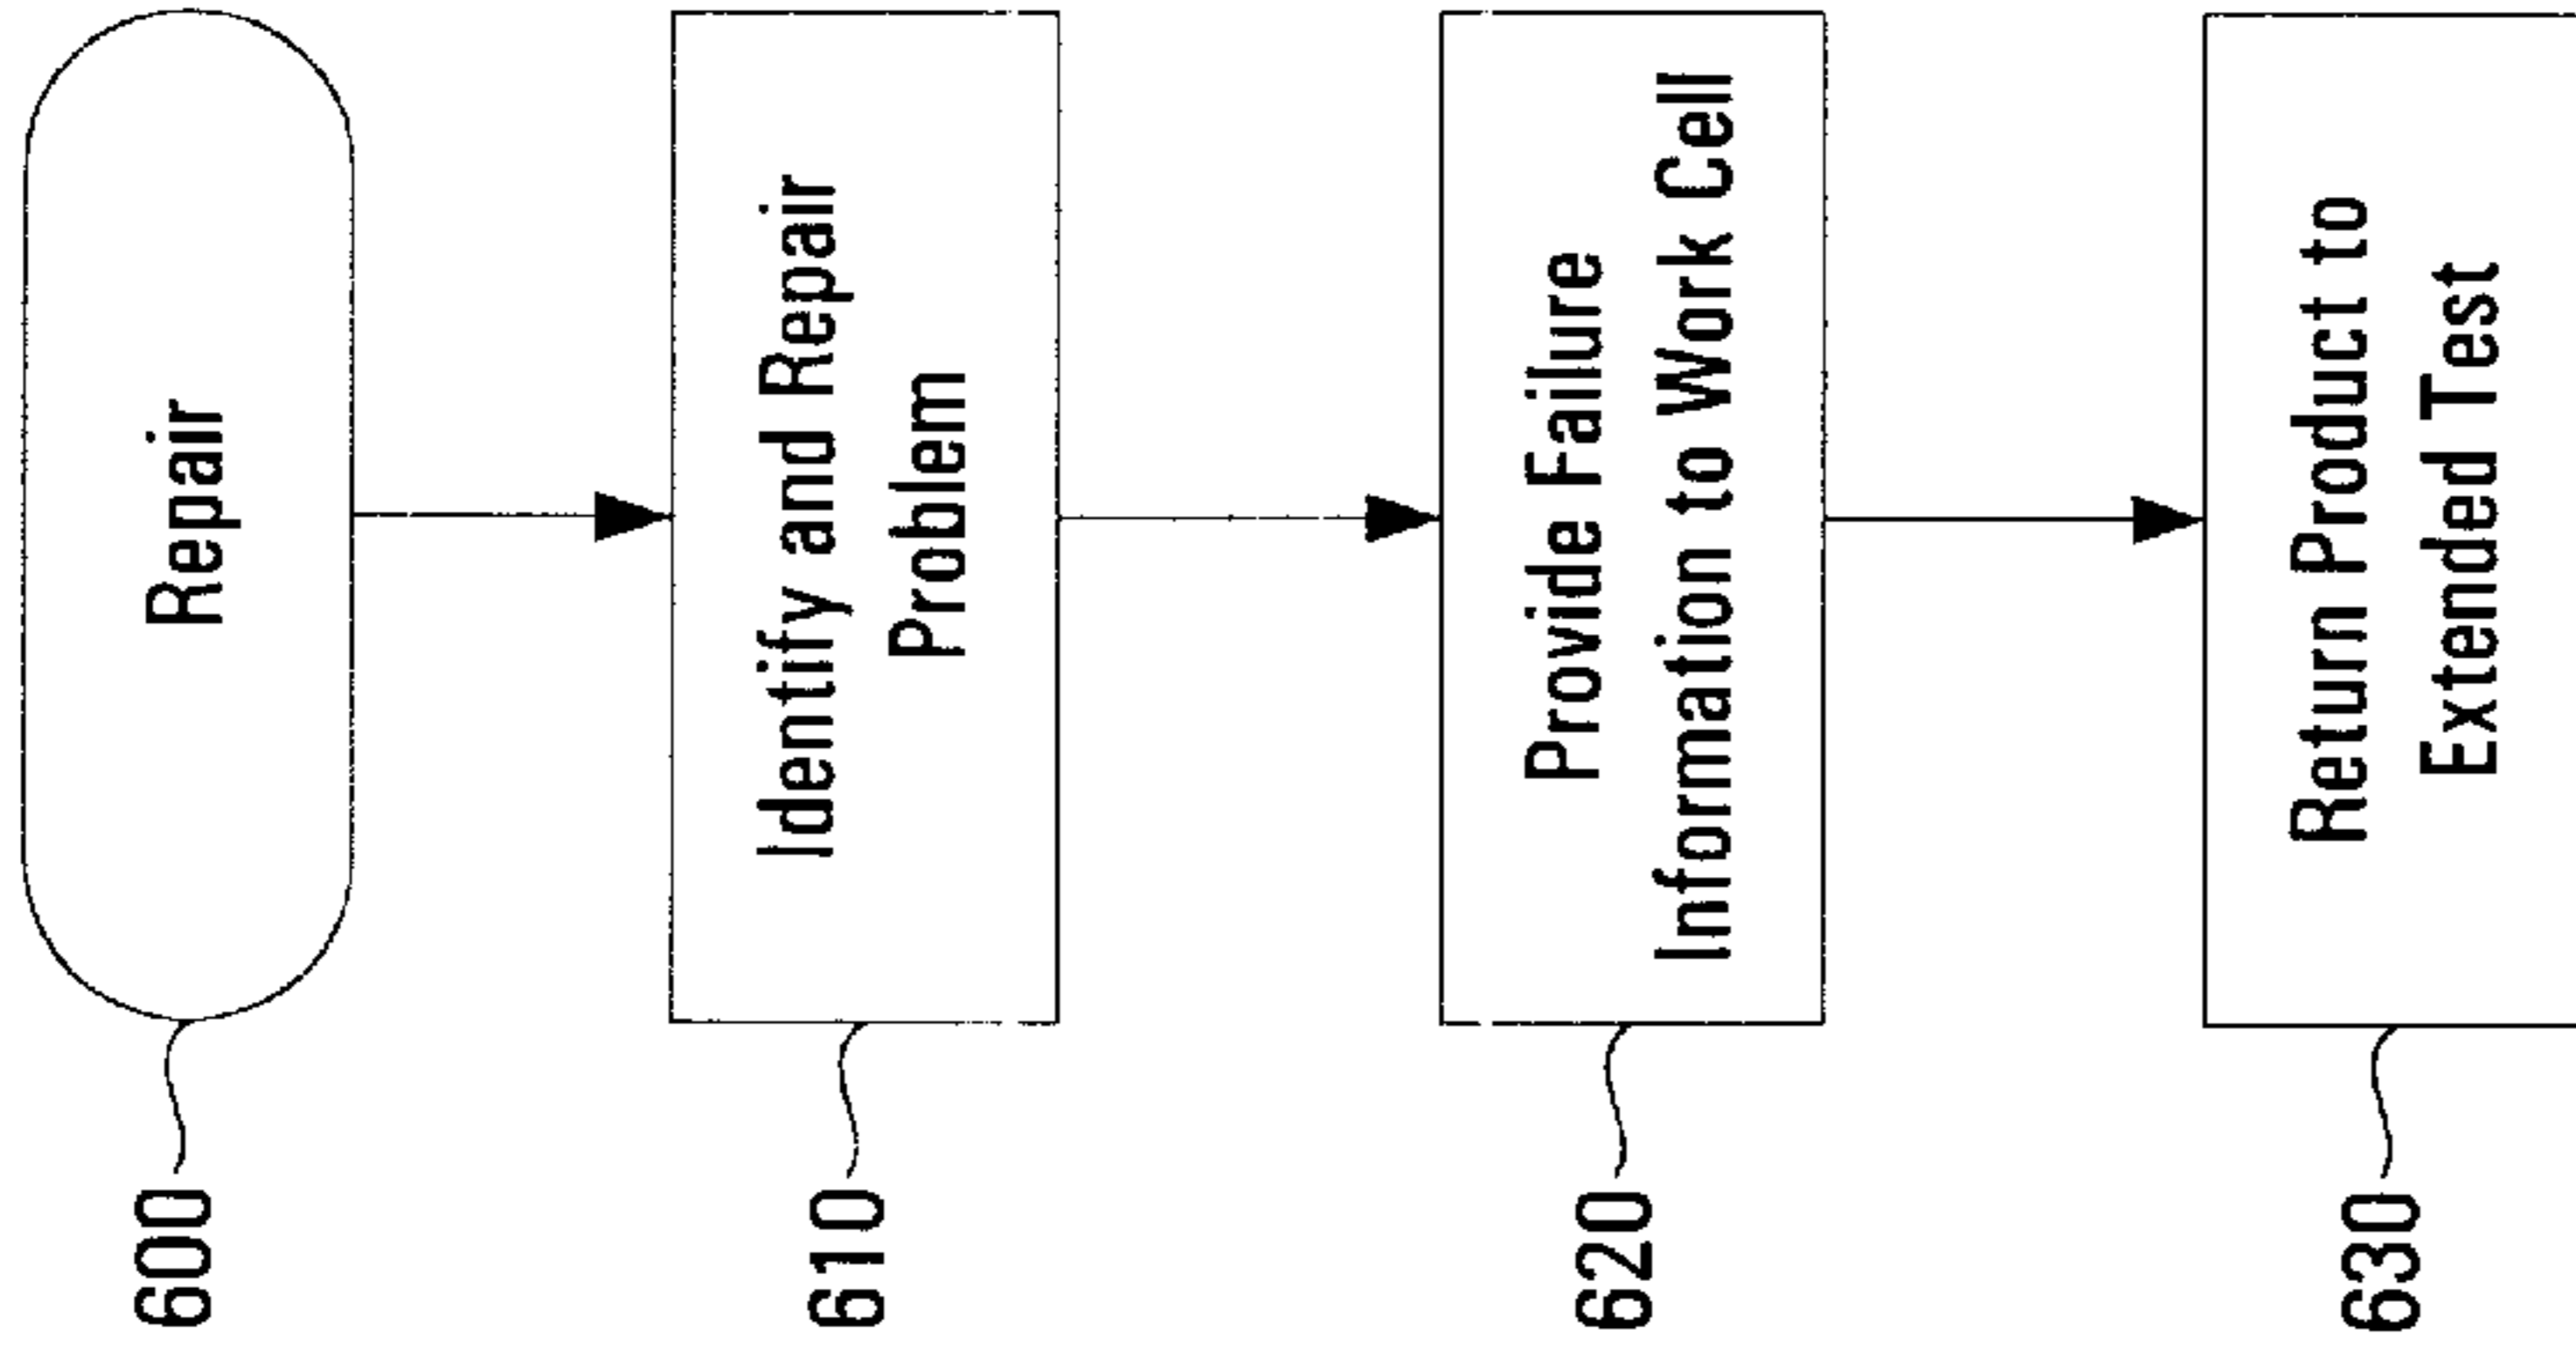 600
Repair
610
Identify and Repair
Problem
620
Provide Failure
Information to Work Cell
630
Return Product to
Extended Test